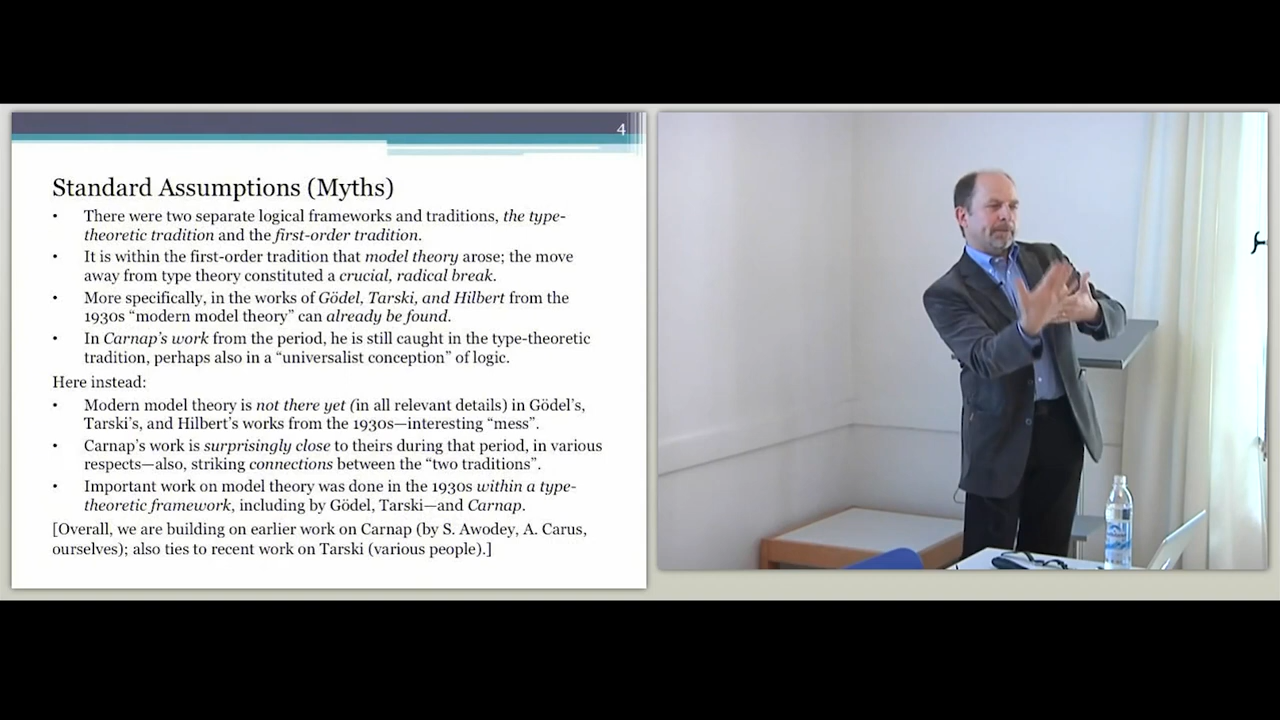 4
Standard Assumptions (Myths)
• There were two separate logical frameworks and traditions, the type-
theoretic tradition and the first-order tradition.
• It is within the first-order tradition that model theory arose; the move
away from type theory constituted a crucial, radical break.
• More specifically, in the works of Gödel, Tarski, and Hilbert from the
1930s “modern model theory” can already be found.
• In Carnap’s work from the period, he is still caught in the type-theoretic
tradition, perhaps also in a “universalist conception” of logic.
Here instead:
• Modern model theory is not there yet (in all relevant details) in Gödel’s,
Tarski’s, and Hilbert’s works from the 1930s—interesting “mess”.
• Carnap’s work is surprisingly close to theirs during that period, in various
respects—also, striking connections between the “two traditions”.
• Important work on model theory was done in the 1930s within a type-
theoretic framework, including by Gödel, Tarski—and Carnap.
[Overall, we are building on earlier work on Carnap (by S. Awodey, A. Carus,
ourselves); also ties to recent work on Tarski (various people).]